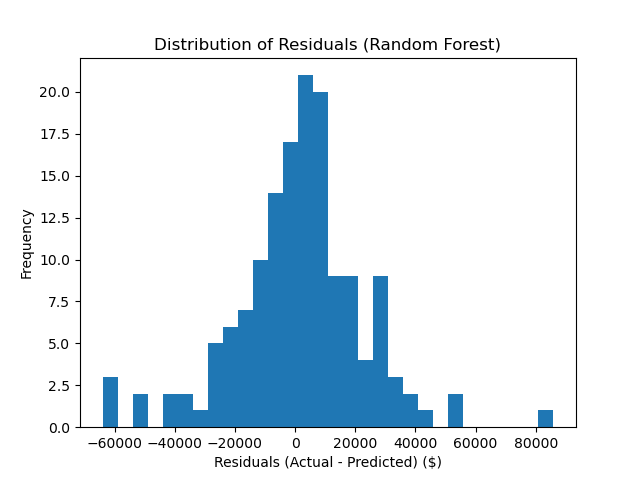 Distribution of Residuals (Random Forest)
20.0
17.5
15.0
12.5
10.0
7.5
5.0
2.5
0.0
Frequency
−60000 −40000 −20000 0 20000 40000 60000 80000
Residuals (Actual - Predicted) ($)